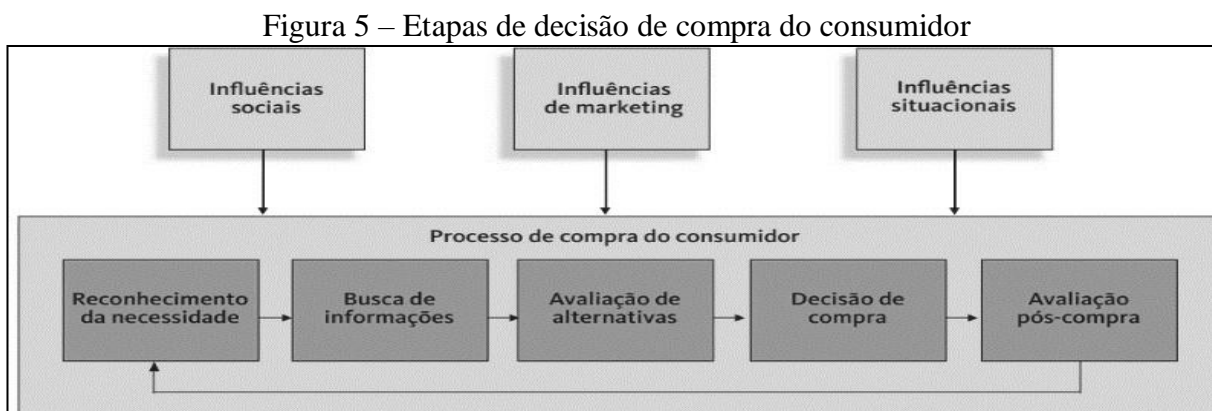 Figura 5 – Etapas de decisão de compra do consumidor
Influências
sociais
Influências
de marketing
Influências
situacionais
Processo de compra do consumidor
Reconhecimento
da necessidade
Busca de
informações
Avaliação de
alternativas
Decisão de
compra
Avaliação
pós-compra